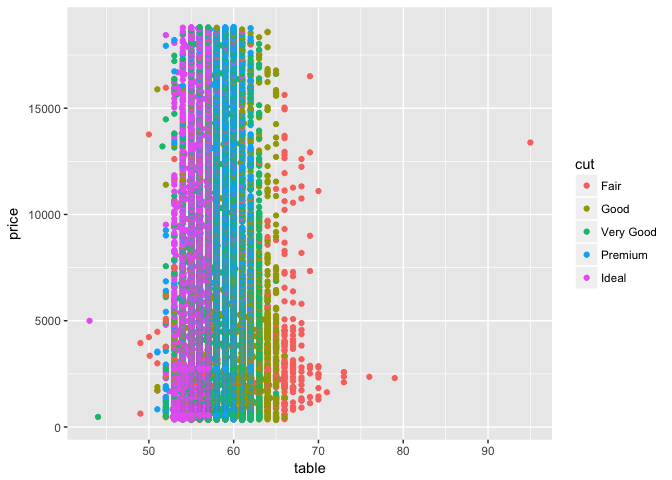 15000
10000
5000
0
price
50 60 70 80 90
table
cut
Fair
Good
Very Good
Premium
Ideal